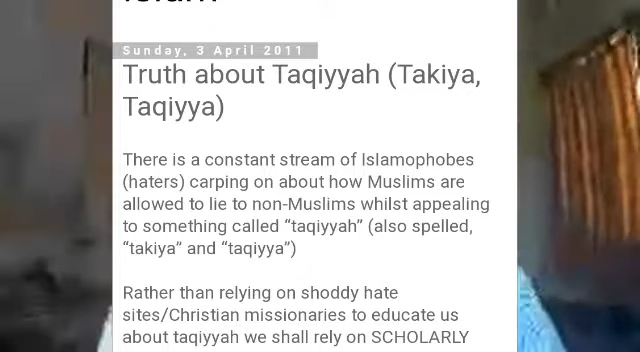 Sunday, 3 April 2011
Truth about Taqiyyah (Takiya,
Taqiyya)
There is a constant stream of Islamophobes
(haters) carping on about how Muslims are
allowed to lie to non-Muslims whilst appealing
to something called “taqiyyah” (also spelled,
“takiya” and “taqiyya”)
Rather than relying on shoddy hate
sites/Christian missionaries to educate us
about taqiyyah we shall rely on SCHOLARLY